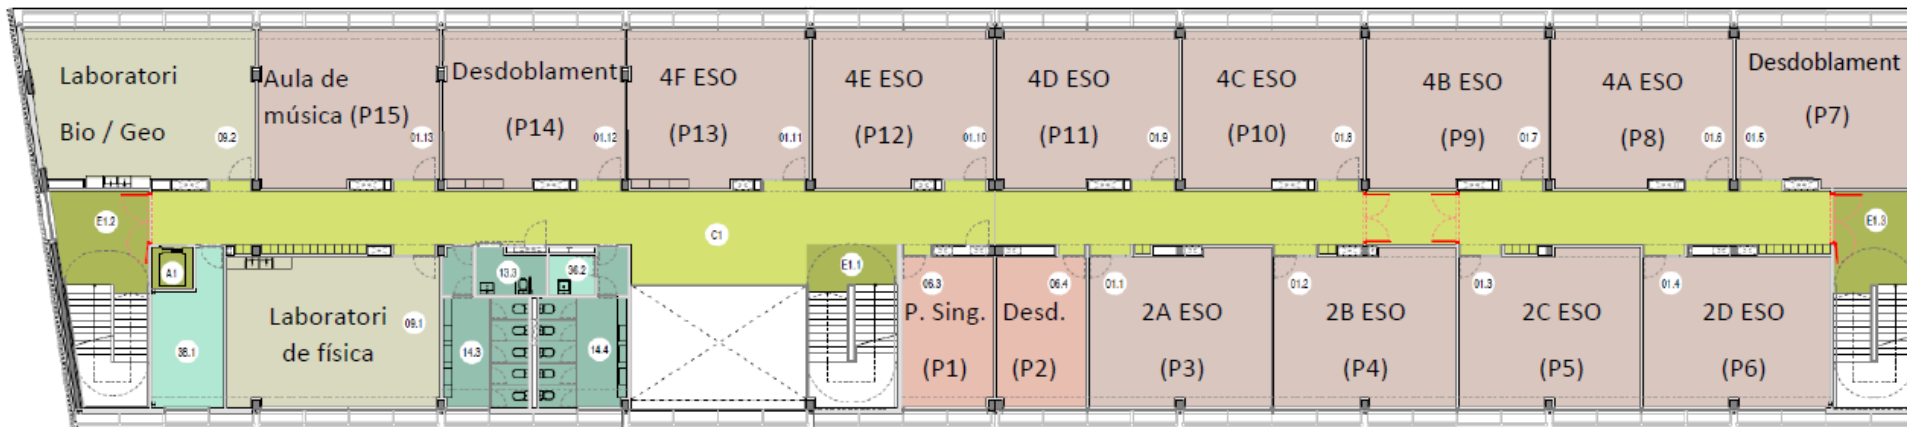 Laboratori
Bio / Geo
09.2
Aula de
música (P15)
01.13
Desdoblament
(P14)
01.12
4F ESO
(P13)
01.11
4E ESO
(P12)
01.10
4D ESO
(P11)
01.9
4C ESO
(P10)
01.8
4B ESO
(P9)
01.7
4A ESO
(P8)
01.6
Desdoblament
(P7)
01.5
E1.2
C1
E1.3
A1
38.1
Laboratori
de física
09.1
13.3
36.2
14.3
14.4
E1.1
06.3
P. Sing.
(P1)
06.4
Desd.
(P2)
01.1
2A ESO
(P3)
01.2
2B ESO
(P4)
01.3
2C ESO
(P5)
01.4
2D ESO
(P6)